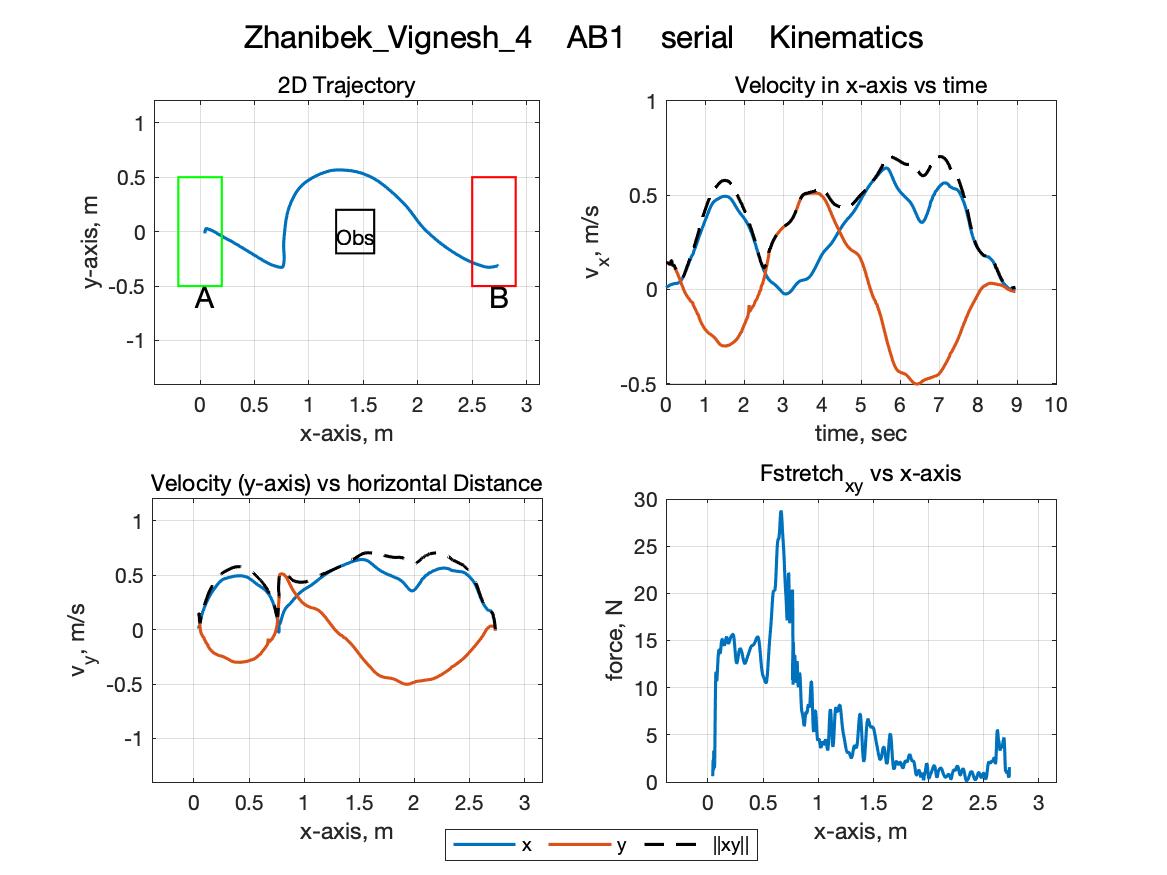 Zhanibek_Vignesh_4 AB1 serial Kinematics
2D Trajectory
1
0.5
0
-0.5
-1
y-axis, m
Obs
A
B
0 0.5 1 1.5 2 2.5 3
x-axis, m
Velocity in x-axis vs time
1
0.5
0
-0.5
v_x, m/s
0 1 2 3 4 5 6 7 8 9 10
time, sec
Velocity (y-axis) vs horizontal Distance
1
0.5
0
-0.5
-1
v_y, m/s
0 0.5 1 1.5 2 2.5 3
x-axis, m
Fstretch_xy vs x-axis
30
25
20
15
10
5
0
force, N
0 0.5 1 1.5 2 2.5 3
x-axis, m
x y ||xy||